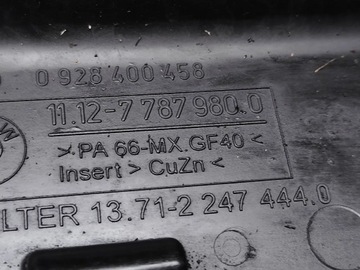 0 928 400 458
11.12-7 787 980.0
>PA 66-MX.GF40<
Insert > CuZn <
LTER 13.71-2 247 444.0